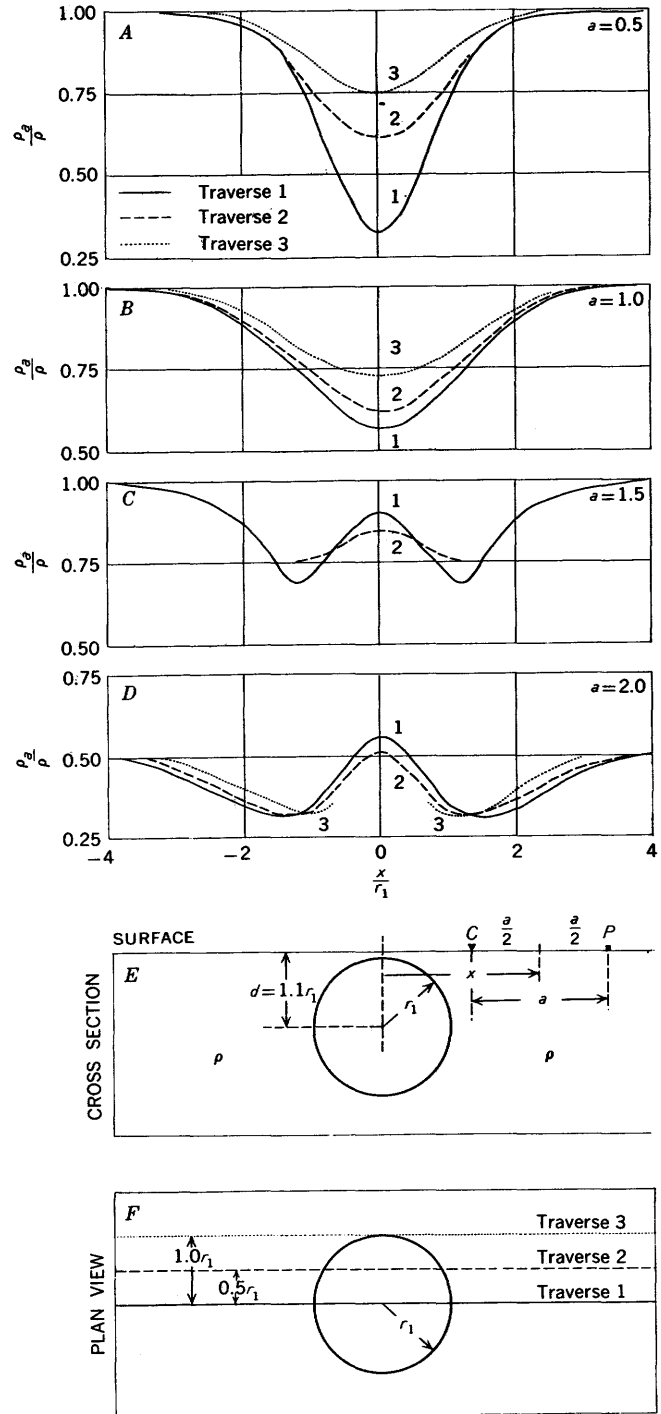 A
a=0.5
1.00
3
0.75
2
ρa/ρ
0.50
1
Traverse 1
Traverse 2
Traverse 3
0.25
1.00
B
a=1.0
3
ρa/ρ
0.75
2
1
0.50
1.00
C
1
a=1.5
2
ρa/ρ
0.75
0.50
0.75
D
a=2.0
1
ρa/ρ
0.50
2
3
3
0.25
−4
−2
0
2
4
x/r₁
SURFACE
C
a/2
a/2
P
E
d=1.1r₁
x
r₁
a
ρ
ρ
CROSS SECTION
F
Traverse 3
1.0r₁
Traverse 2
0.5r₁
Traverse 1
r₁
PLAN VIEW